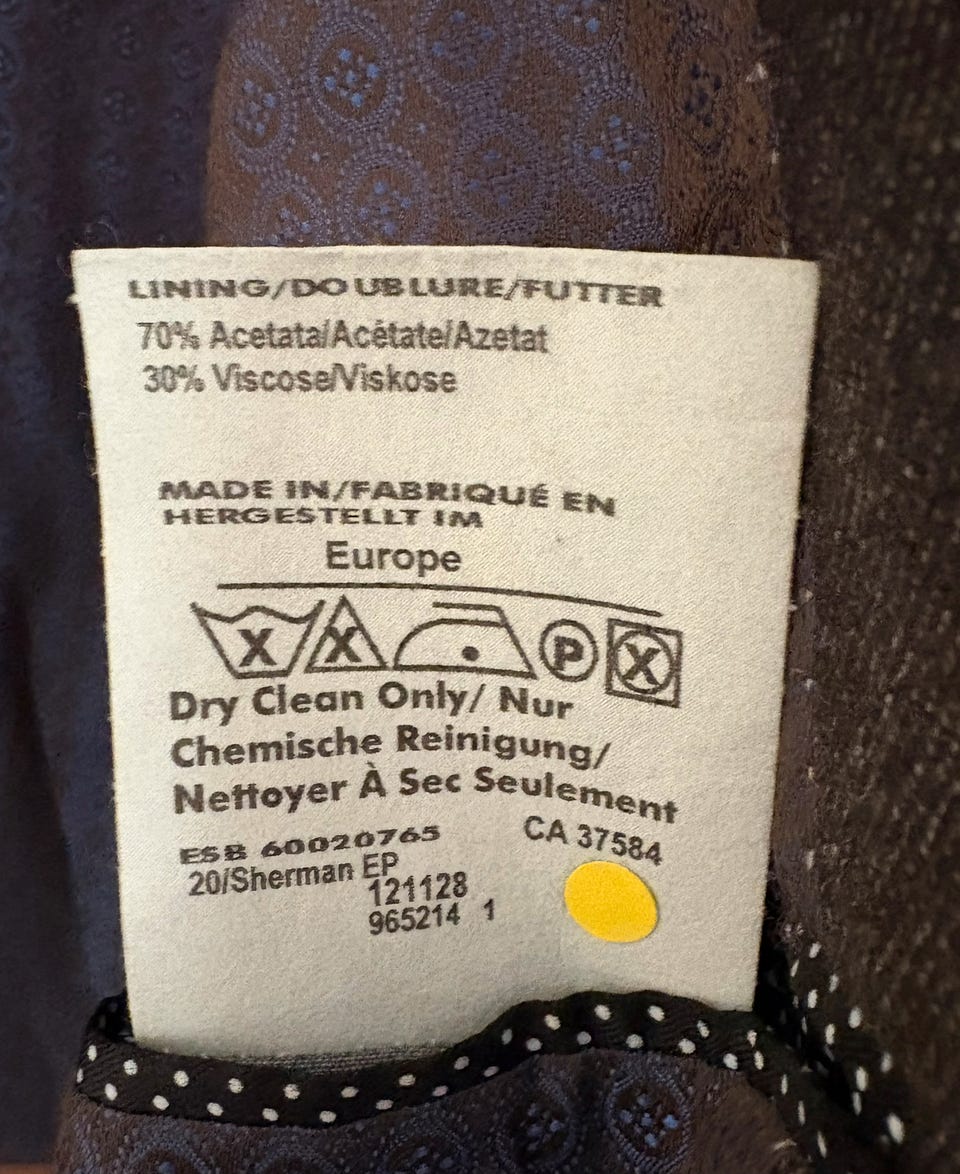 LINING/DOUBLURE/FUTTER
70% Acetata/Acétate/Azetat
30% Viscose/Viskose
MADE IN/FABRIQUÉ EN
HERGESTELLT IM
Europe
X X P X
Dry Clean Only/ Nur
Chemische Reinigung/
Nettoyer À Sec Seulement
ESB 60020765 CA 37584
20/Sherman EP
121128
965214 1